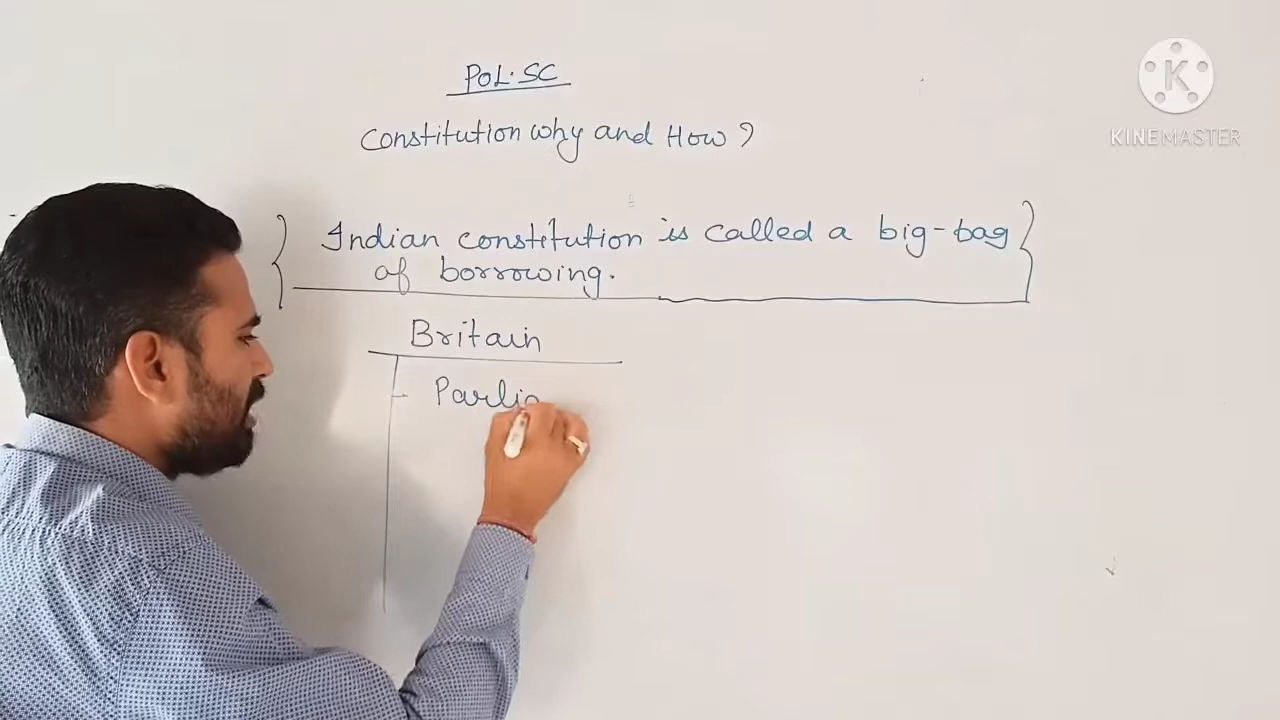 POL.SC
Constitution why and How ?
Indian constitution is called a big-bag
of borrowing.
Britain
- Parlia
KINEMASTER